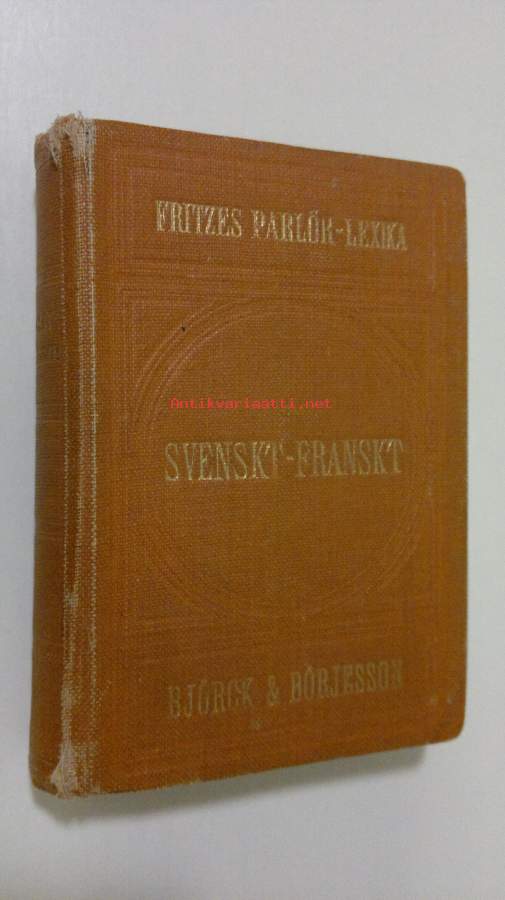 FRITZES PARLÖR-LEXIKA
Antikvariaatti.net
SVENSKT-FRANSKT
BJÖRCK & BÖRJESSON